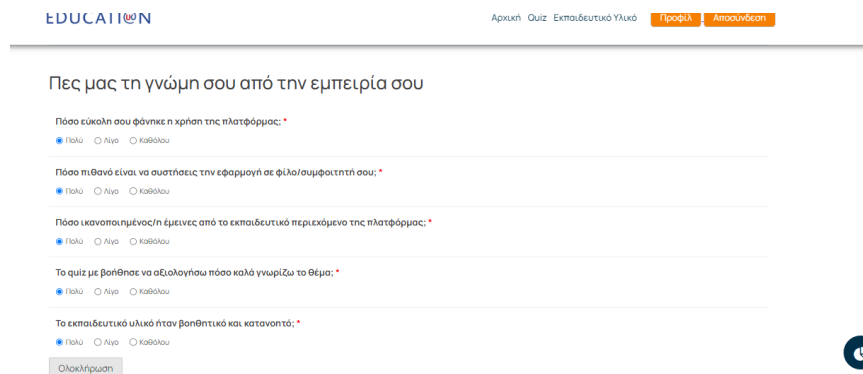 EDUCATION
Αρχική Quiz Εκπαιδευτικό Υλικό Προφίλ Αποσύνδεση
Πες μας τη γνώμη σου από την εμπειρία σου
Πόσο εύκολη σου φάνηκε η χρήση της πλατφόρμας; *
Πολύ Λίγο Καθόλου
Πόσο πιθανό είναι να συστήσεις την εφαρμογή σε φίλο/συμφοιτητή σου; *
Πολύ Λίγο Καθόλου
Πόσο ικανοποιημένος/η έμεινες από το εκπαιδευτικό περιεχόμενο της πλατφόρμας; *
Πολύ Λίγο Καθόλου
Το quiz με βοήθησε να αξιολογήσω πόσο καλά γνωρίζω το θέμα; *
Πολύ Λίγο Καθόλου
Το εκπαιδευτικό υλικό ήταν βοηθητικό και κατανοητό; *
Πολύ Λίγο Καθόλου
Ολοκλήρωση